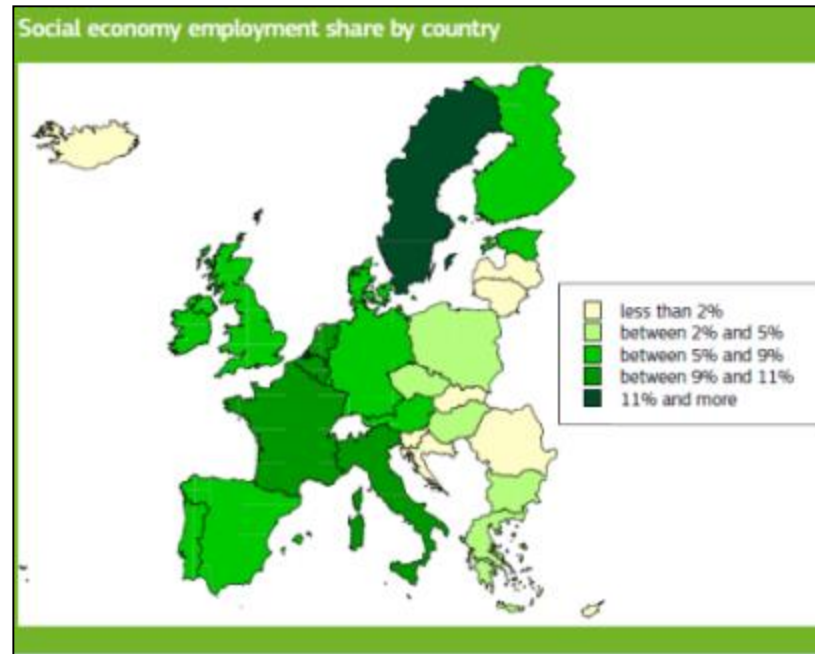 Social economy employment share by country
less than 2%
between 2% and 5%
between 5% and 9%
between 9% and 11%
11% and more